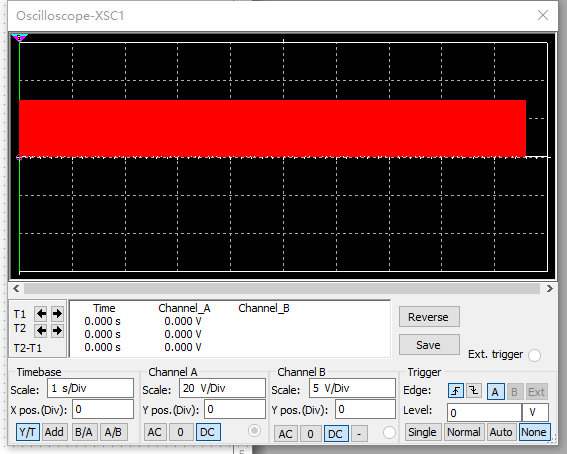 Oscilloscope-XSC1
Time Channel_A Channel_B
T1 0.000 s 0.000 V
T2 0.000 s 0.000 V
T2-T1 0.000 s 0.000 V
Reverse
Save
Ext. trigger
Timebase Channel A Channel B Trigger
Scale: 1 s/Div Scale: 20 V/Div Scale: 5 V/Div Edge: A B Ext
X pos.(Div): 0 Y pos.(Div): 0 Y pos.(Div): 0 Level: 0 V
Y/T Add B/A A/B AC 0 DC AC 0 DC - Single Normal Auto None